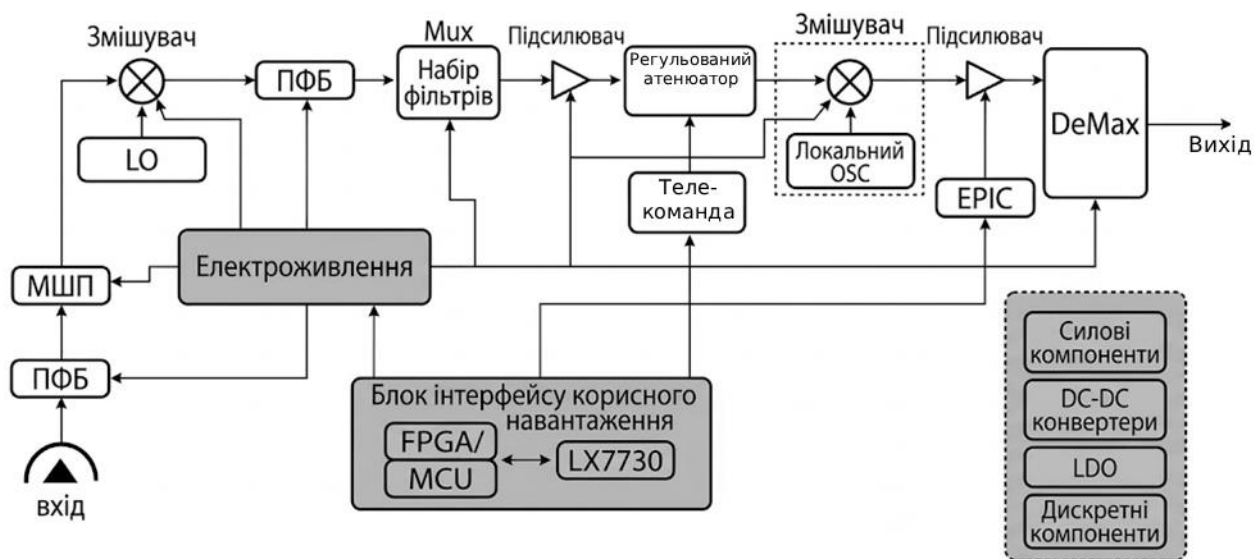 Змішувач
Mux
Підсилювач
Змішувач
Підсилювач
ПФБ
Набір
фільтрів
Регульований
атенюатор
DeMax
Вихід
LO
Локальний
OSC
Теле-
команда
EPIC
Електроживлення
МШП
ПФБ
вхід
Блок інтерфейсу корисного
навантаження
FPGA/
MCU
LX7730
Силові
компоненти
DC-DC
конвертери
LDO
Дискретні
компоненти